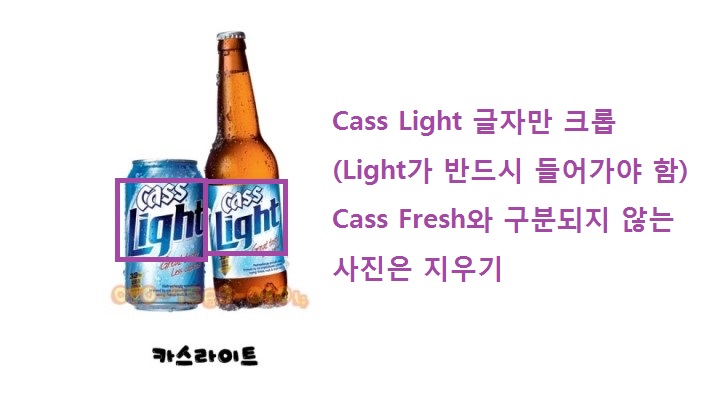 Cass Light 글자만 크롭
(Light가 반드시 들어가야 함)
Cass Fresh와 구분되지 않는
사진은 지우기
Cass
Light
Cass
Light
카스라이트